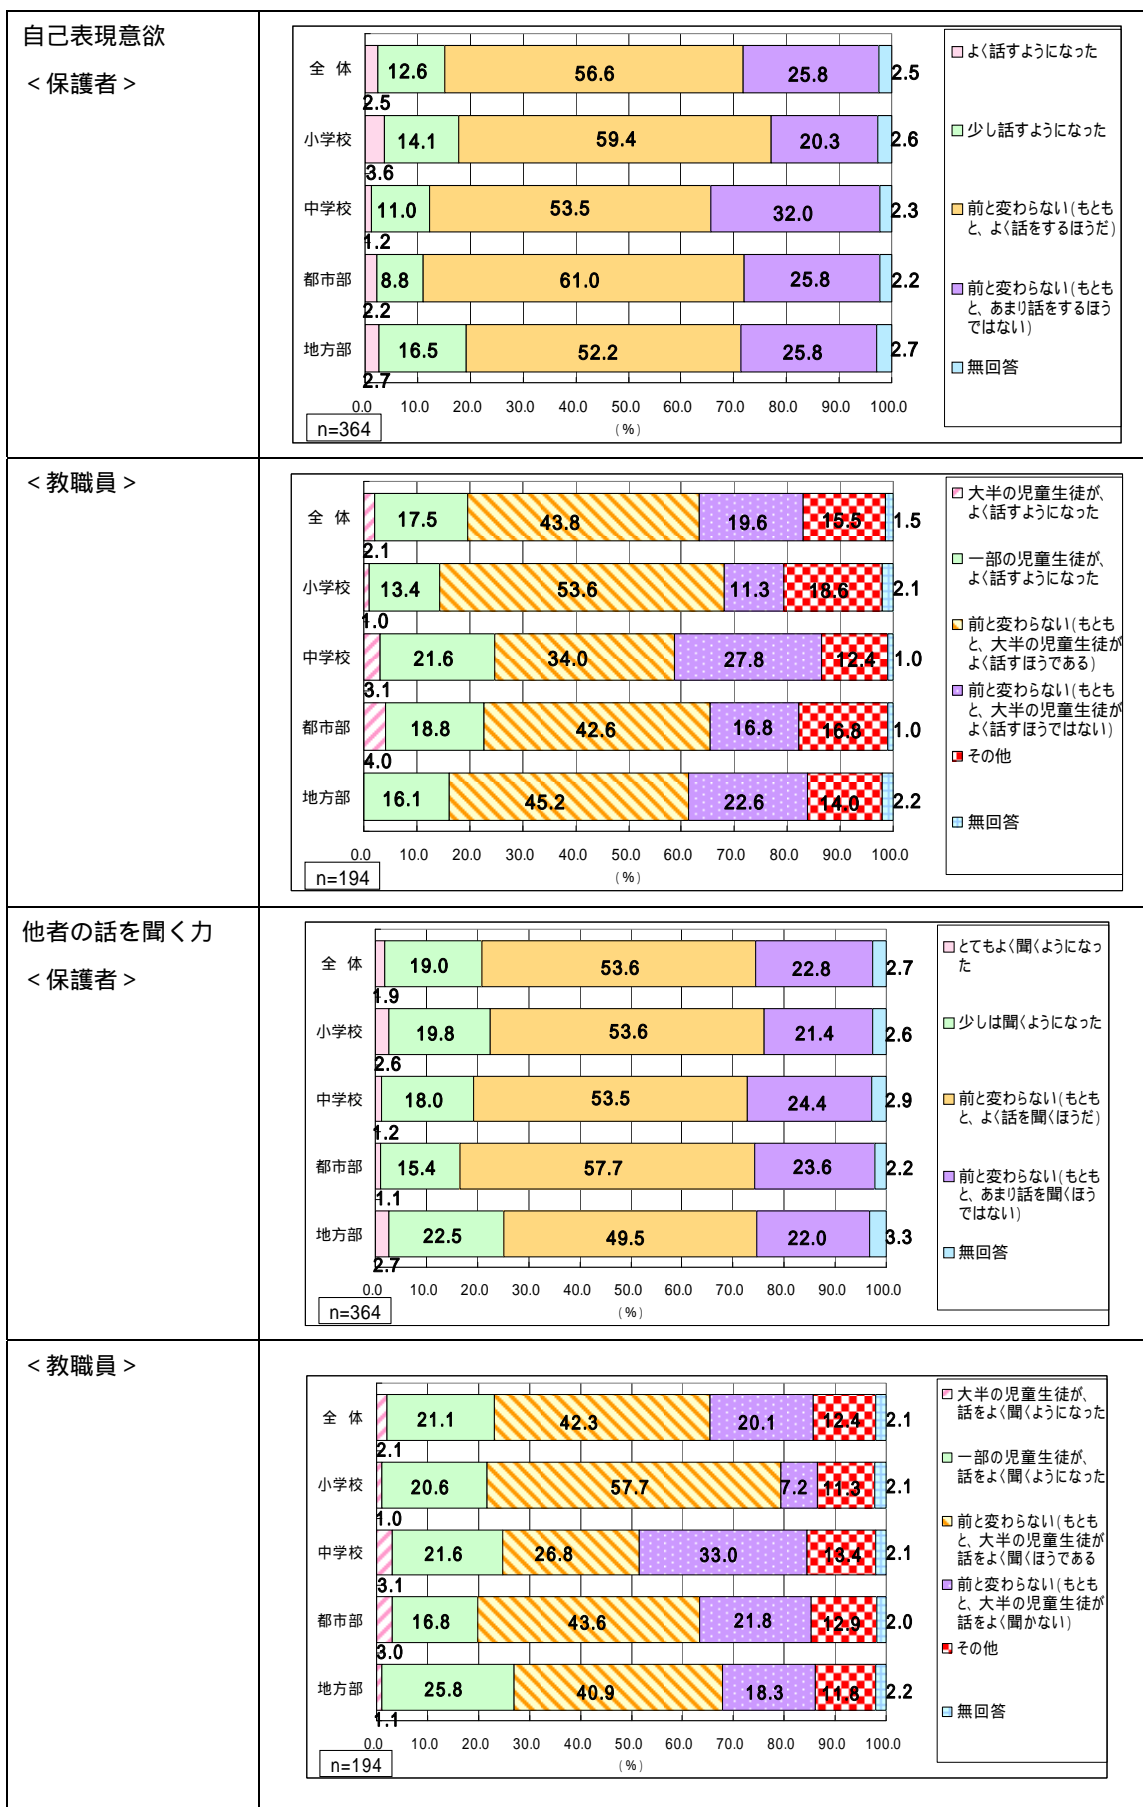 自己表現意欲
<保護者>
全 体
12.6
56.6
25.8
2.5
2.5
小学校
14.1
59.4
20.3
2.6
3.6
中学校
11.0
53.5
32.0
2.3
1.2
都市部
8.8
61.0
25.8
2.2
2.2
地方部
16.5
52.2
25.8
2.7
2.7
0.0 10.0 20.0 30.0 40.0 50.0 60.0 70.0 80.0 90.0 100.0
(%)
n=364
よく話すようになった
少し話すようになった
前と変わらない(もとも
と、よく話をするほうだ)
前と変わらない(もとも
と、あまり話をするほう
ではない)
無回答
<教職員>
全 体
17.5
43.8
19.6
15.5
1.5
2.1
小学校
13.4
53.6
11.3
18.6
2.1
1.0
中学校
21.6
34.0
27.8
12.4
1.0
3.1
都市部
18.8
42.6
16.8
16.8
1.0
4.0
地方部
16.1
45.2
22.6
14.0
2.2
0.0 10.0 20.0 30.0 40.0 50.0 60.0 70.0 80.0 90.0 100.0
(%)
n=194
大半の児童生徒が、
よく話すようになった
一部の児童生徒が、
よく話すようになった
前と変わらない(もとも
と、大半の児童生徒が
よく話すほうである)
前と変わらない(もとも
と、大半の児童生徒が
よく話すほうではない)
その他
無回答
他者の話を聞く力
<保護者>
全 体
19.0
53.6
22.8
2.7
1.9
小学校
19.8
53.6
21.4
2.6
2.6
中学校
18.0
53.5
24.4
2.9
1.2
都市部
15.4
57.7
23.6
2.2
1.1
地方部
22.5
49.5
22.0
3.3
2.7
0.0 10.0 20.0 30.0 40.0 50.0 60.0 70.0 80.0 90.0 100.0
(%)
n=364
とてもよく聞くようになっ
た
少しは聞くようになった
前と変わらない(もとも
と、よく話を聞くほうだ)
前と変わらない(もとも
と、あまり話を聞くほう
ではない)
無回答
<教職員>
全 体
21.1
42.3
20.1
12.4
2.1
2.1
小学校
20.6
57.7
7.2
11.3
2.1
1.0
中学校
21.6
26.8
33.0
13.4
2.1
3.1
都市部
16.8
43.6
21.8
12.9
2.0
3.0
地方部
25.8
40.9
18.3
11.8
2.2
1.1
0.0 10.0 20.0 30.0 40.0 50.0 60.0 70.0 80.0 90.0 100.0
(%)
n=194
大半の児童生徒が、
話をよく聞くようになった
一部の児童生徒が、
話をよく聞くようになった
前と変わらない(もとも
と、大半の児童生徒が
話をよく聞くほうである
前と変わらない(もとも
と、大半の児童生徒が
話をよく聞かない)
その他
無回答